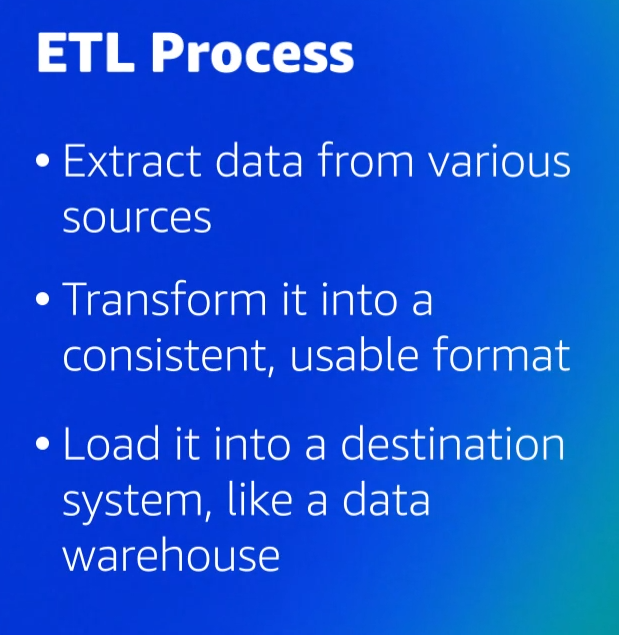 ETL Process
• Extract data from various
sources
• Transform it into a
consistent, usable format
• Load it into a destination
system, like a data
warehouse